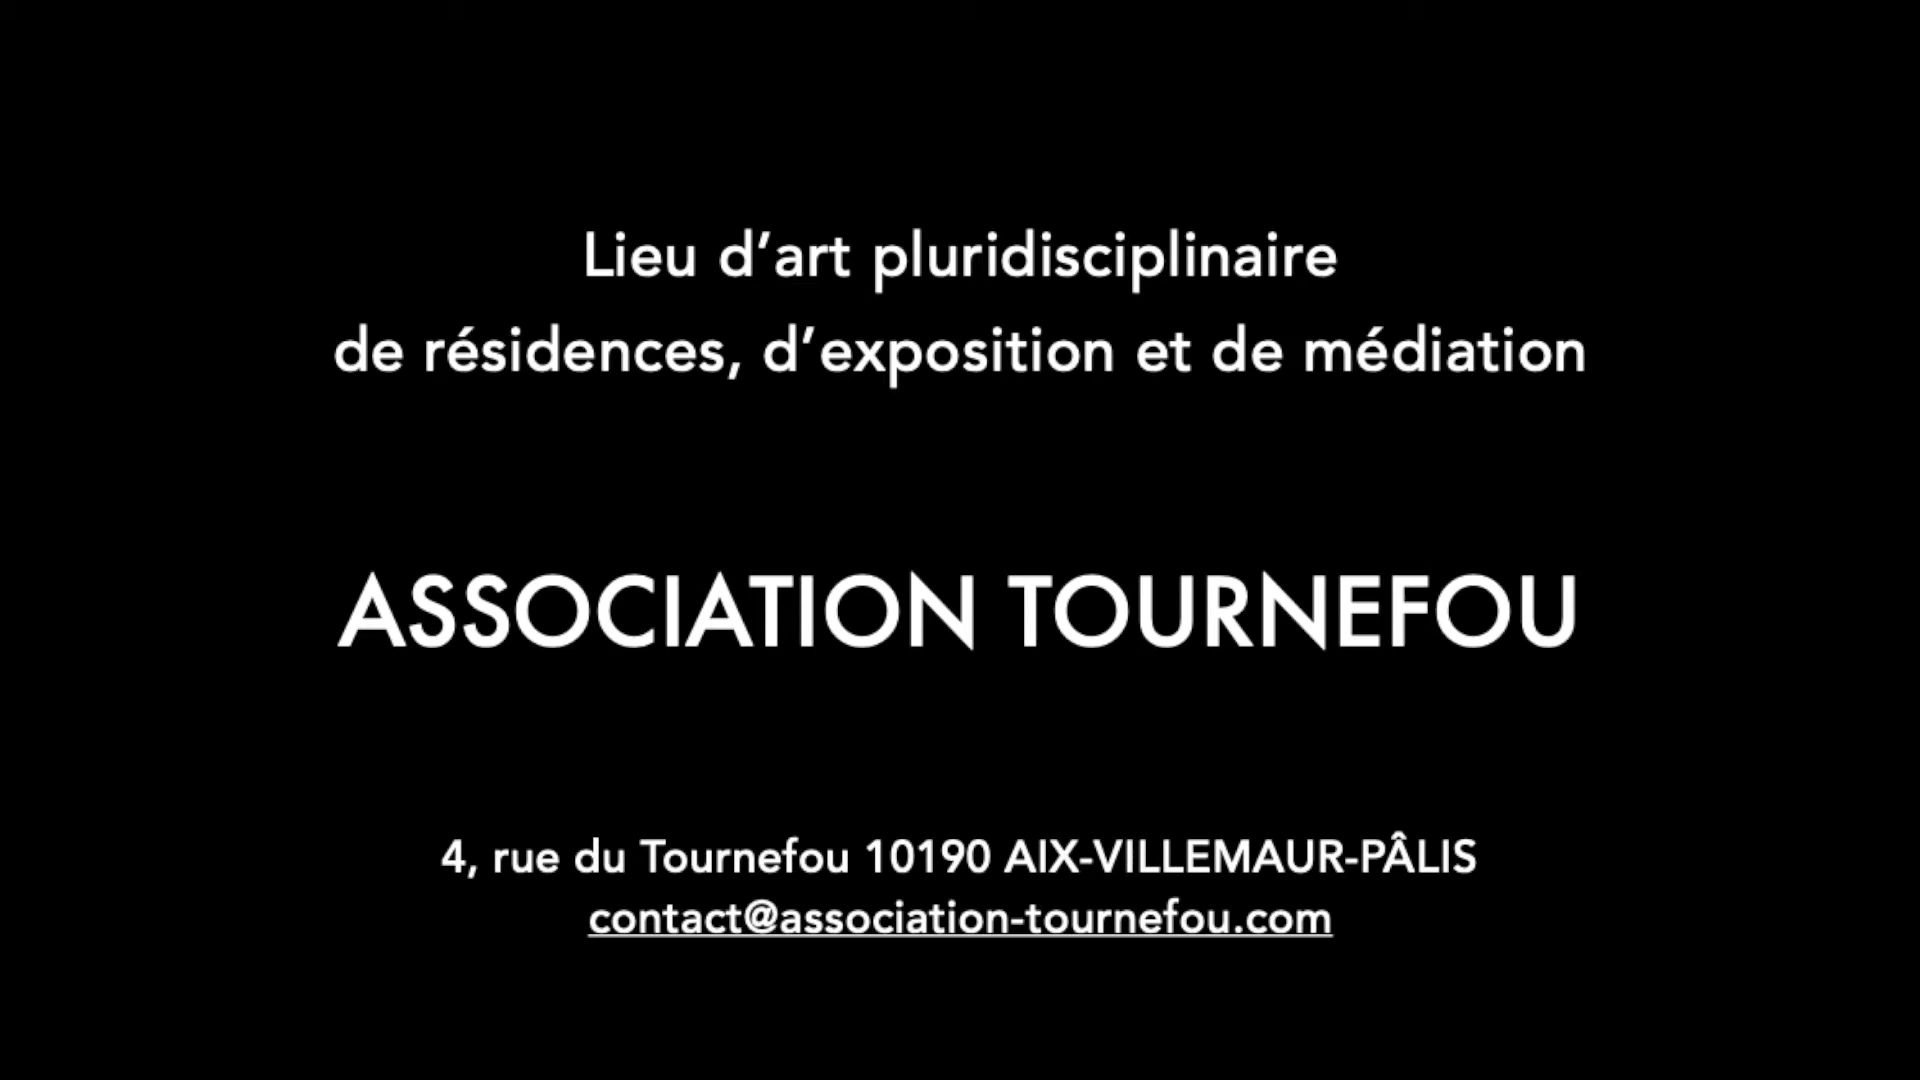 Lieu d’art pluridisciplinaire
de résidences, d’exposition et de médiation
ASSOCIATION TOURNEFOU
4, rue du Tournefou 10190 AIX-VILLEMAUR-PÂLIS
contact@association-tournefou.com